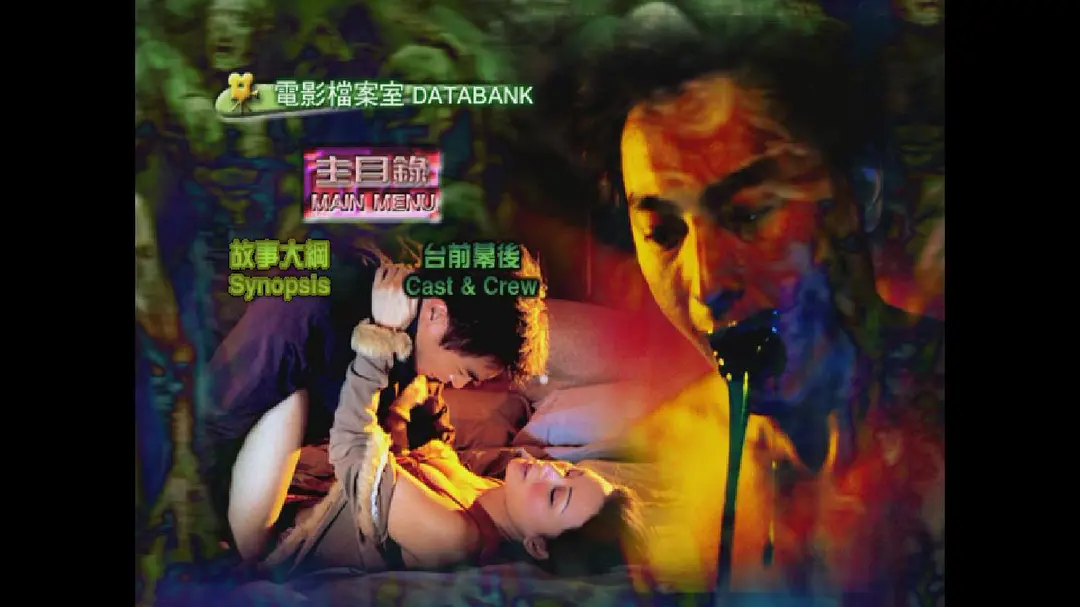 電影檔案室 DATABANK
主目錄
MAIN MENU
故事大綱
Synopsis
台前幕後
Cast & Crew